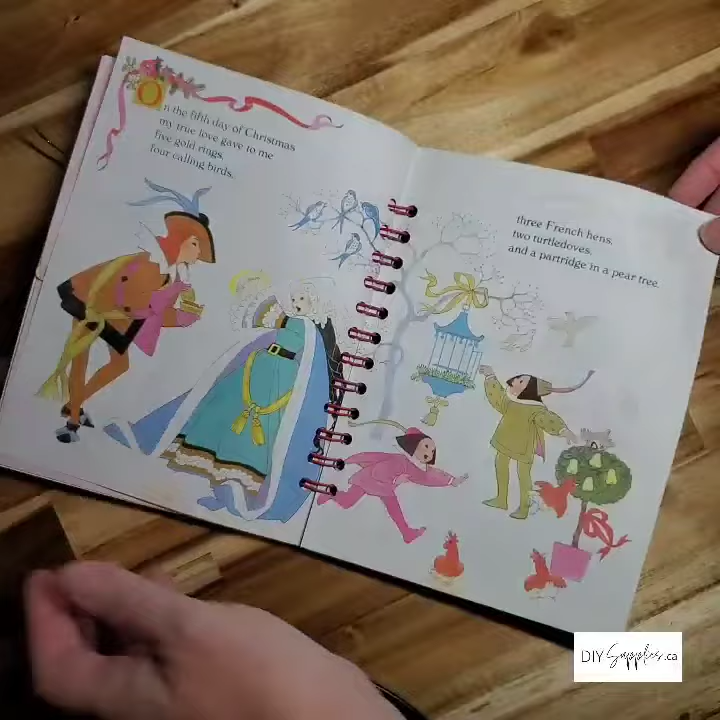 On the fifth day of Christmas
my true love gave to me
five gold rings,
four calling birds,
three French hens,
two turtledoves,
and a partridge in a pear tree.
DIY Supplies.ca